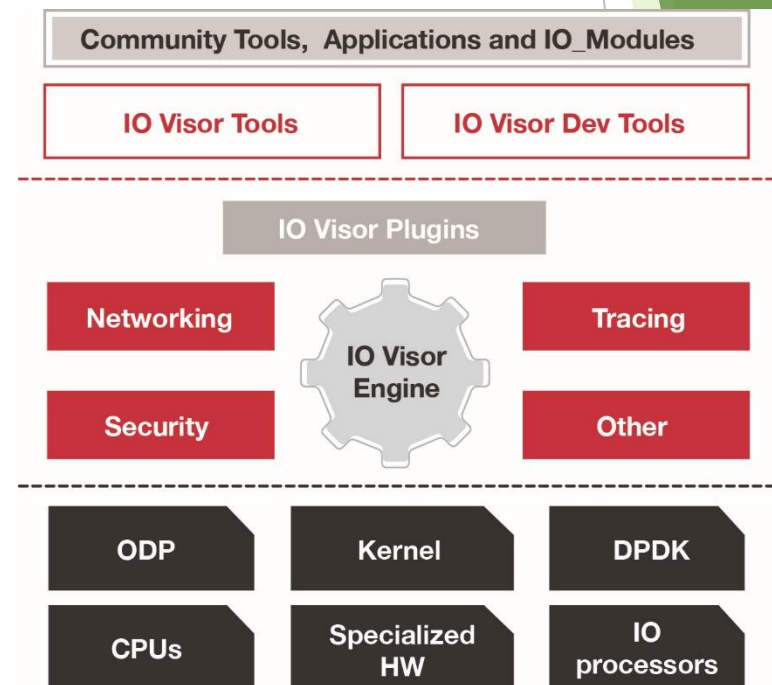 Community Tools, Applications and IO_Modules
IO Visor Tools
IO Visor Dev Tools
IO Visor Plugins
Networking
Tracing
IO Visor
Engine
Security
Other
ODP
Kernel
DPDK
CPUs
Specialized
HW
IO
processors